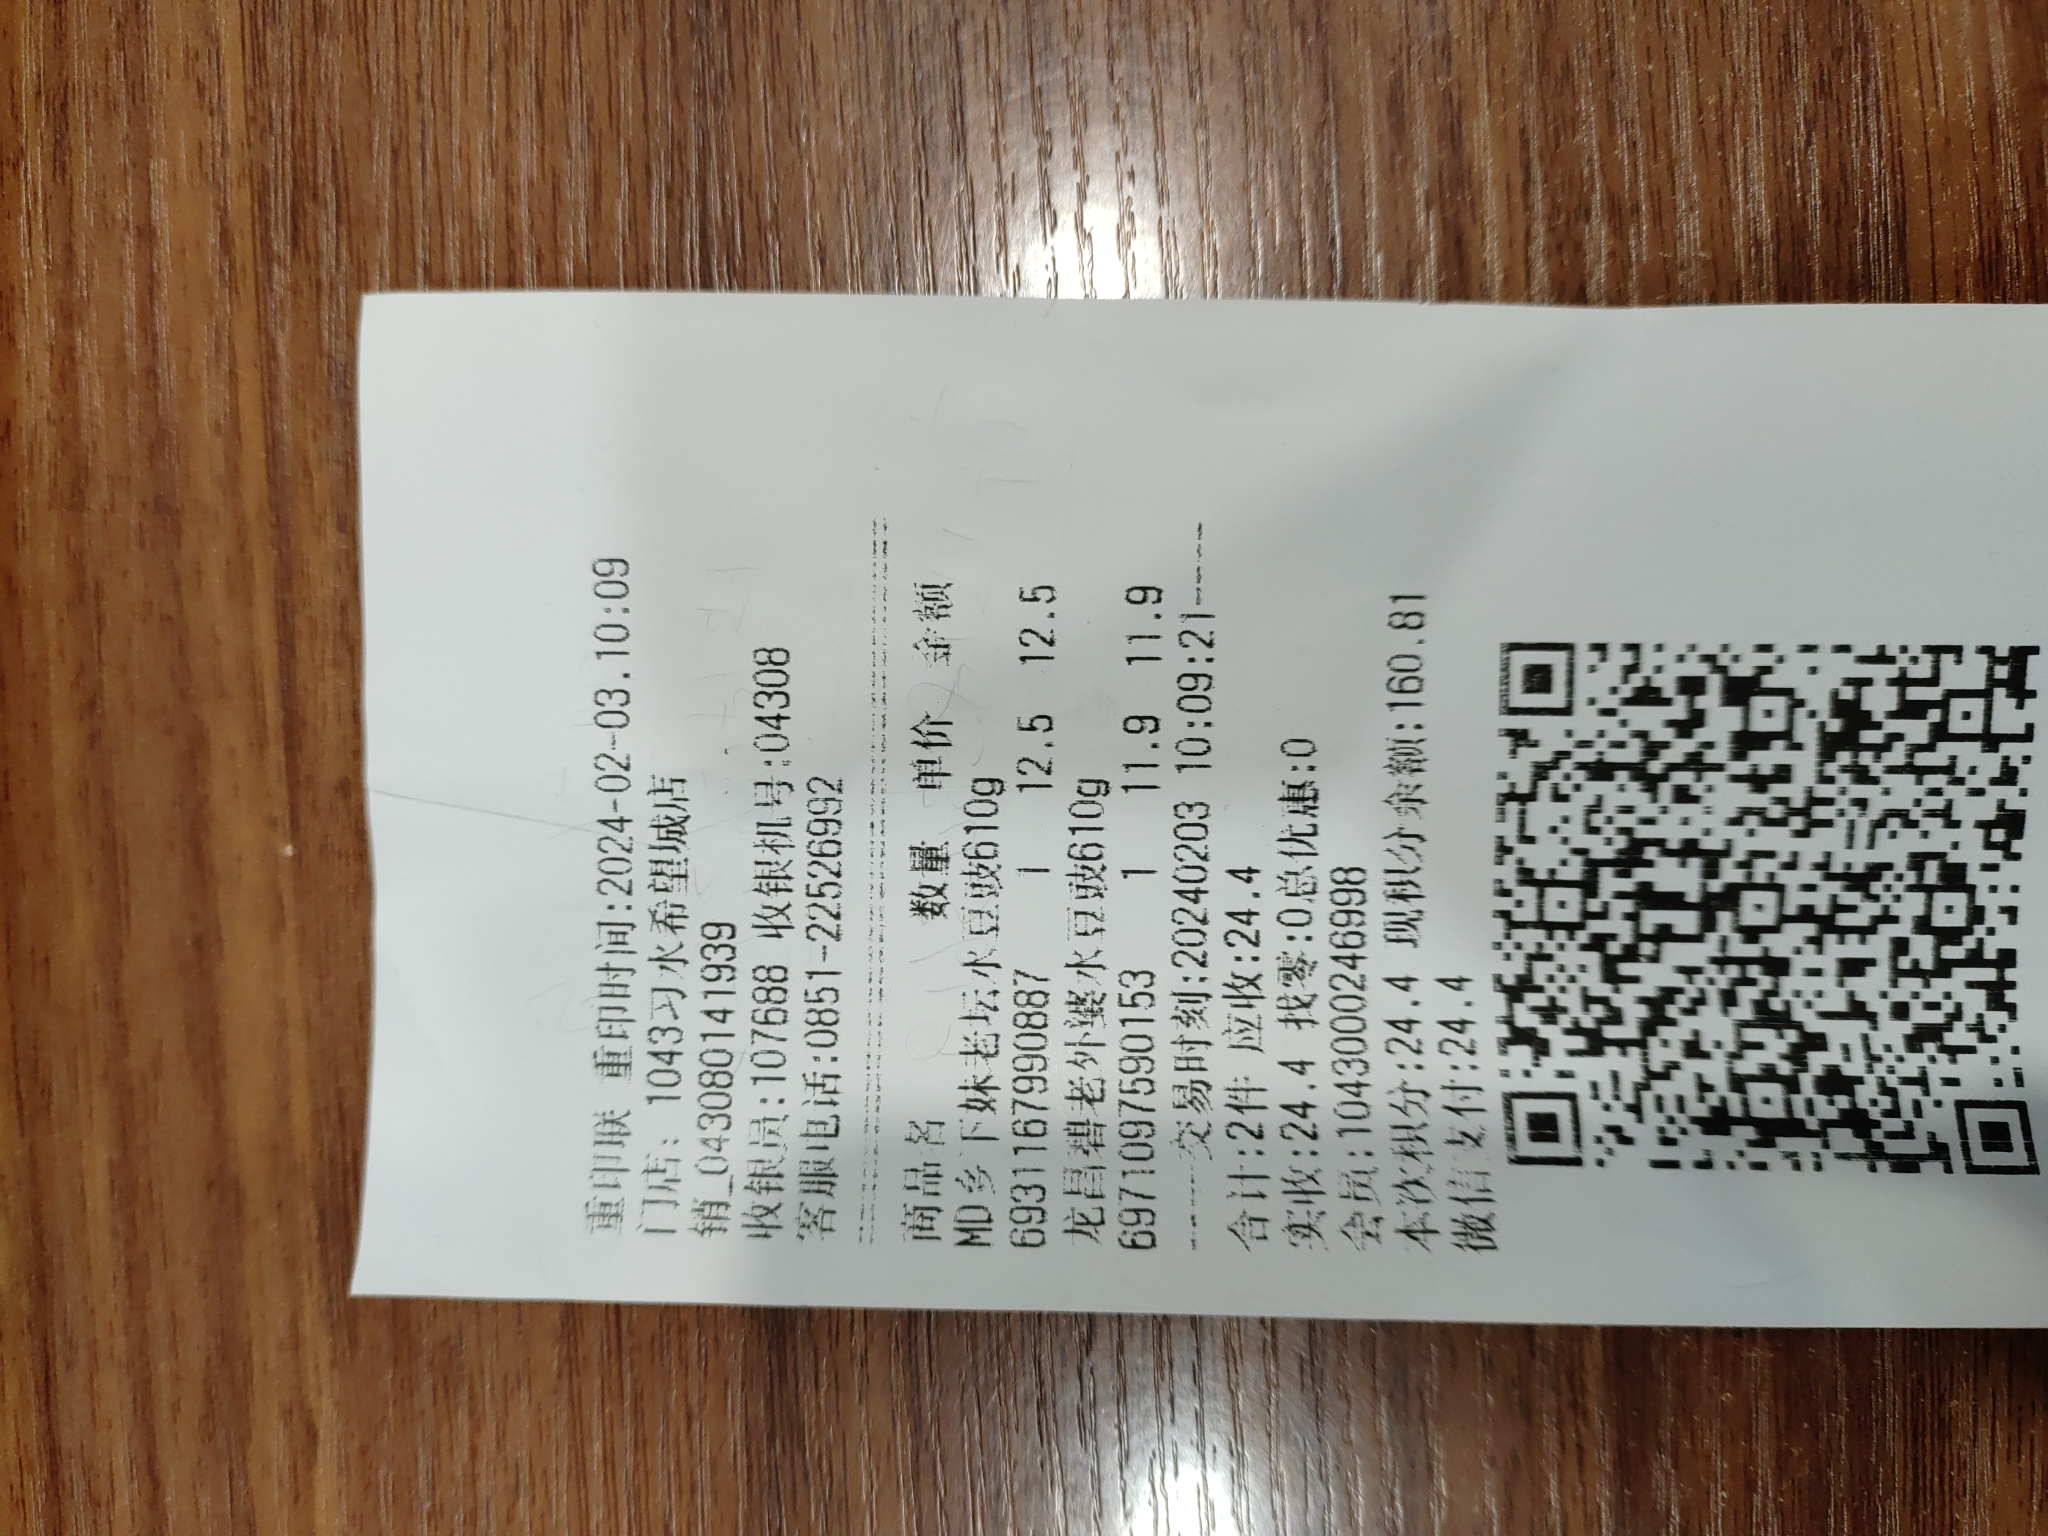 重印联 重印时间:2024-02-03.10:09
门店: 1043习水希望城店
销_04308014​1939
收银员:107688 收银机号:04308
客服电话:0851-22526992
商品名 数量 单价 金额
MD乡下妹老坛水豆豉610g
6931167990887 1 12.5 12.5
龙昌碧老外婆水豆豉610g
6971097590153 1 11.9 11.9
-----交易时刻:20240203 10:09:21-----
合计:2件 应收:24.4
实收:24.4 找零:0总优惠:0
会员:1043000246998
本次积分:24.4 现积分余额:160.81
微信支付:24.4